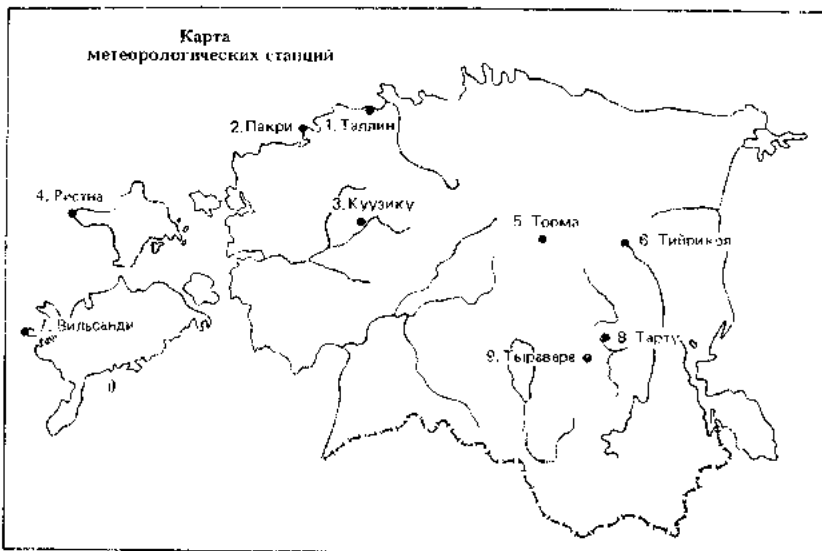 Карта
метеорологических станций
2. Пакри
1. Таллин
4. Ристна
3. Куузику
5. Торма
6. Тийрикоя
7. Вильсанди
8. Тарту
9. Тыравере